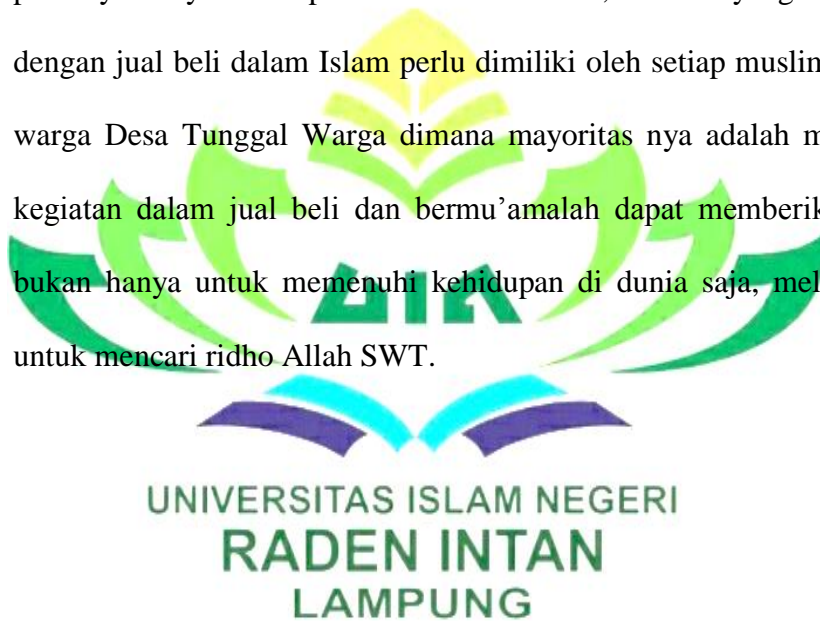 dengan jual beli dalam Islam perlu dimiliki oleh setiap muslim
warga Desa Tunggal Warga dimana mayoritas nya adalah m
kegiatan dalam jual beli dan bermu’amalah dapat memberik
bukan hanya untuk memenuhi kehidupan di dunia saja, mel
untuk mencari ridho Allah SWT.
UIN
UNIVERSITAS ISLAM NEGERI
RADEN INTAN
LAMPUNG